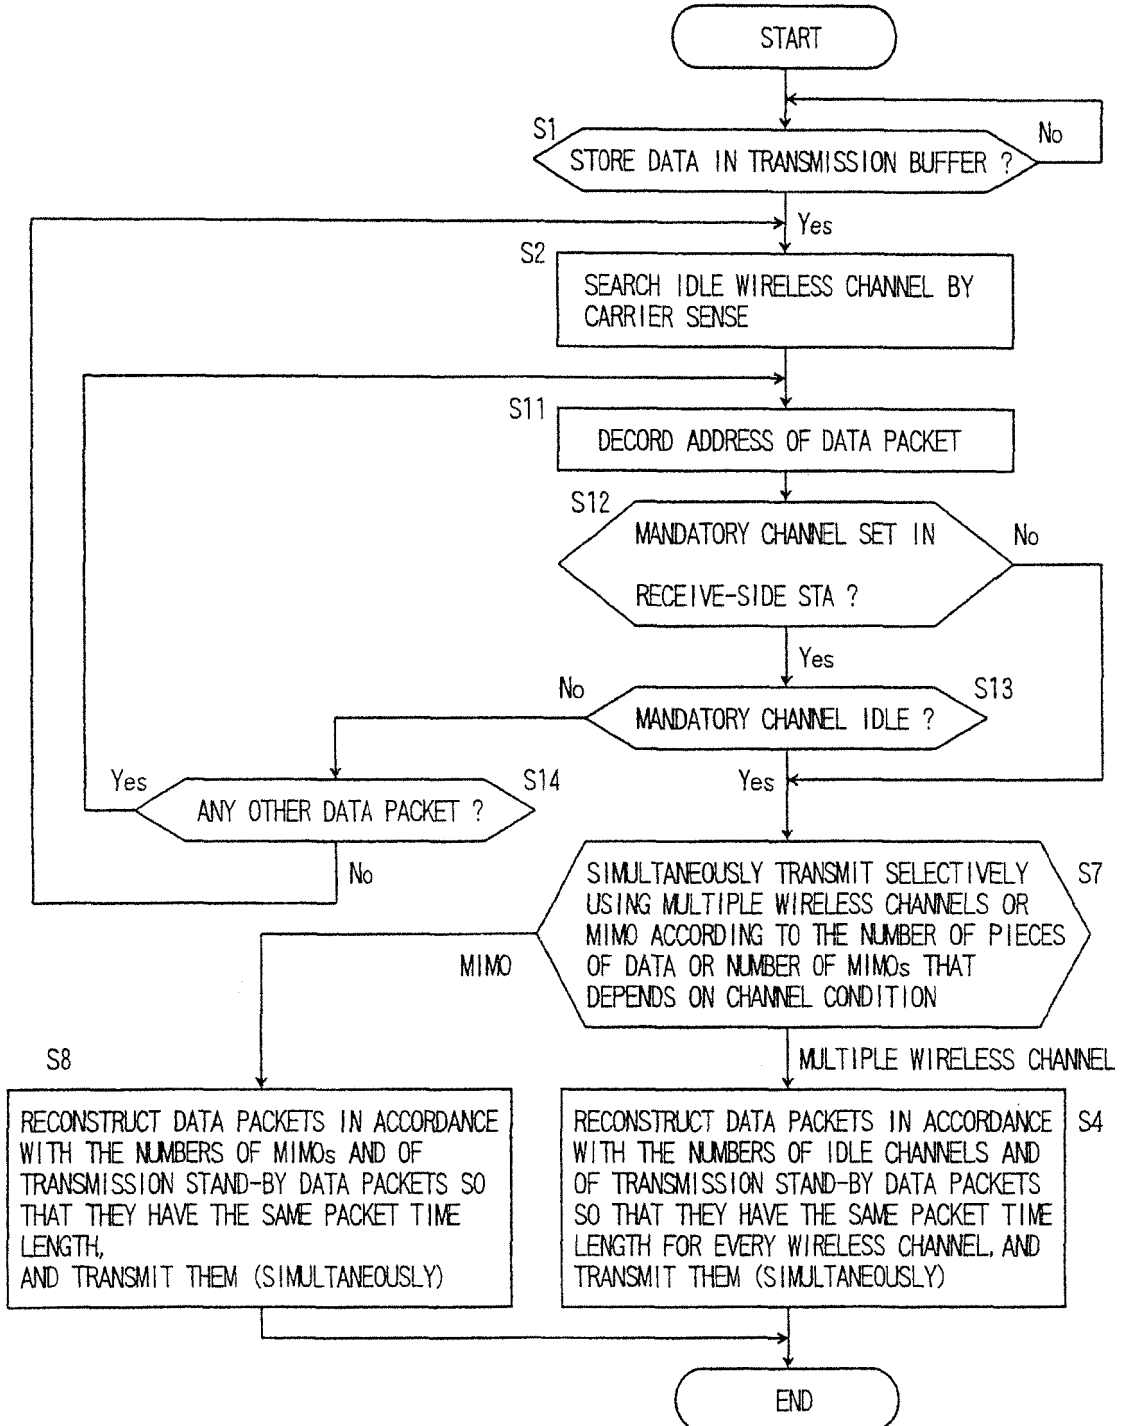 START
S1
No
STORE DATA IN TRANSMISSION BUFFER ?
Yes
S2
SEARCH IDLE WIRELESS CHANNEL BY
CARRIER SENSE
S11
DECORD ADDRESS OF DATA PACKET
S12
MANDATORY CHANNEL SET IN
No
RECEIVE-SIDE STA ?
Yes
No
S13
MANDATORY CHANNEL IDLE ?
Yes
S14
Yes
ANY OTHER DATA PACKET ?
No
SIMULTANEOUSLY TRANSMIT SELECTIVELY
USING MULTIPLE WIRELESS CHANNELS OR
MIMO ACCORDING TO THE NUMBER OF PIECES
OF DATA OR NUMBER OF MIMOs THAT
DEPENDS ON CHANNEL CONDITION
S7
MIMO
MULTIPLE WIRELESS CHANNEL
S8
RECONSTRUCT DATA PACKETS IN ACCORDANCE
WITH THE NUMBERS OF MIMOs AND OF
TRANSMISSION STAND-BY DATA PACKETS SO
THAT THEY HAVE THE SAME PACKET TIME
LENGTH,
AND TRANSMIT THEM (SIMULTANEOUSLY)
RECONSTRUCT DATA PACKETS IN ACCORDANCE
WITH THE NUMBERS OF IDLE CHANNELS AND
OF TRANSMISSION STAND-BY DATA PACKETS
SO THAT THEY HAVE THE SAME PACKET TIME
LENGTH FOR EVERY WIRELESS CHANNEL, AND
TRANSMIT THEM (SIMULTANEOUSLY)
S4
END